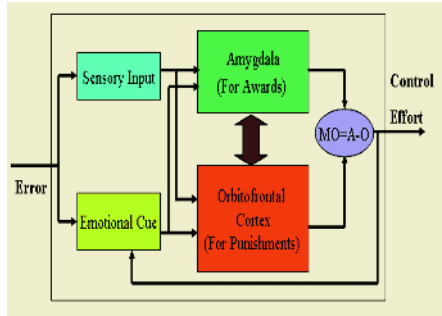 Sensory Input
Amygdala
(For Awards)
Control
Effort
MO=A-O
Error
Emotional Cue
Orbitofrontal
Cortex
(For Punishments)